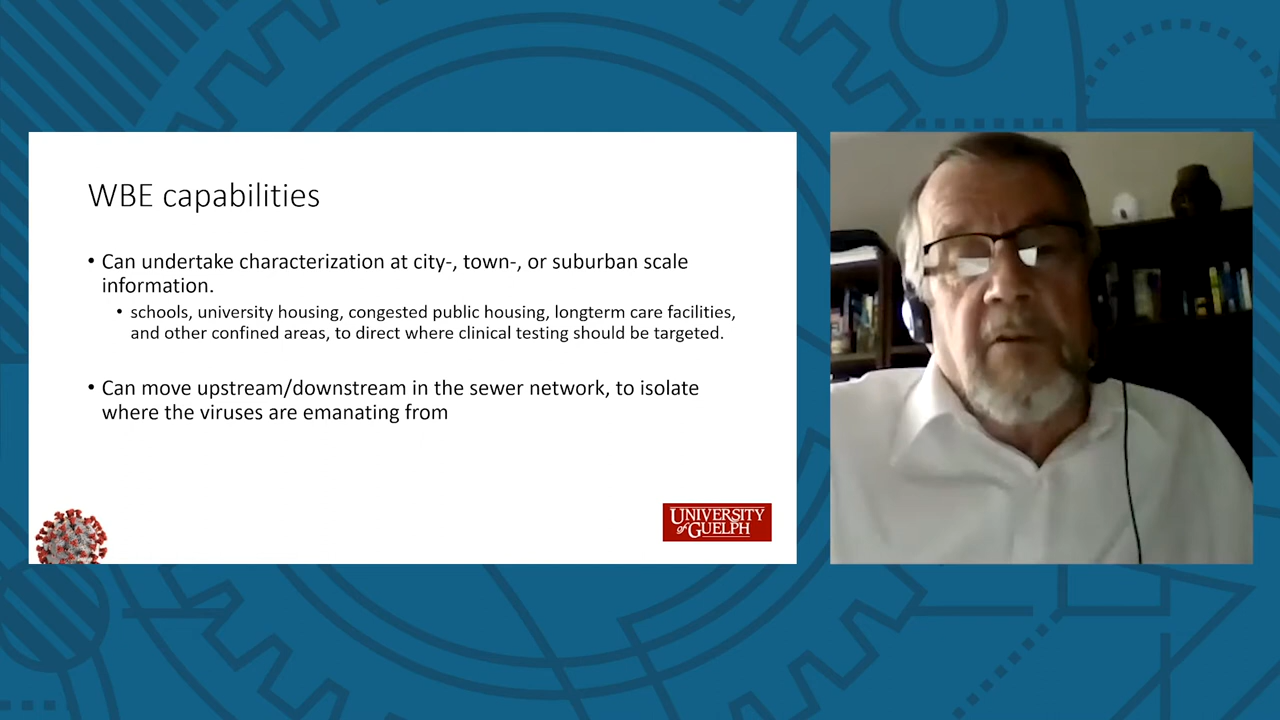 WBE capabilities
• Can undertake characterization at city-, town-, or suburban scale
information.
• schools, university housing, congested public housing, longterm care facilities,
and other confined areas, to direct where clinical testing should be targeted.
• Can move upstream/downstream in the sewer network, to isolate
where the viruses are emanating from
UNIVERSITY
of GUELPH